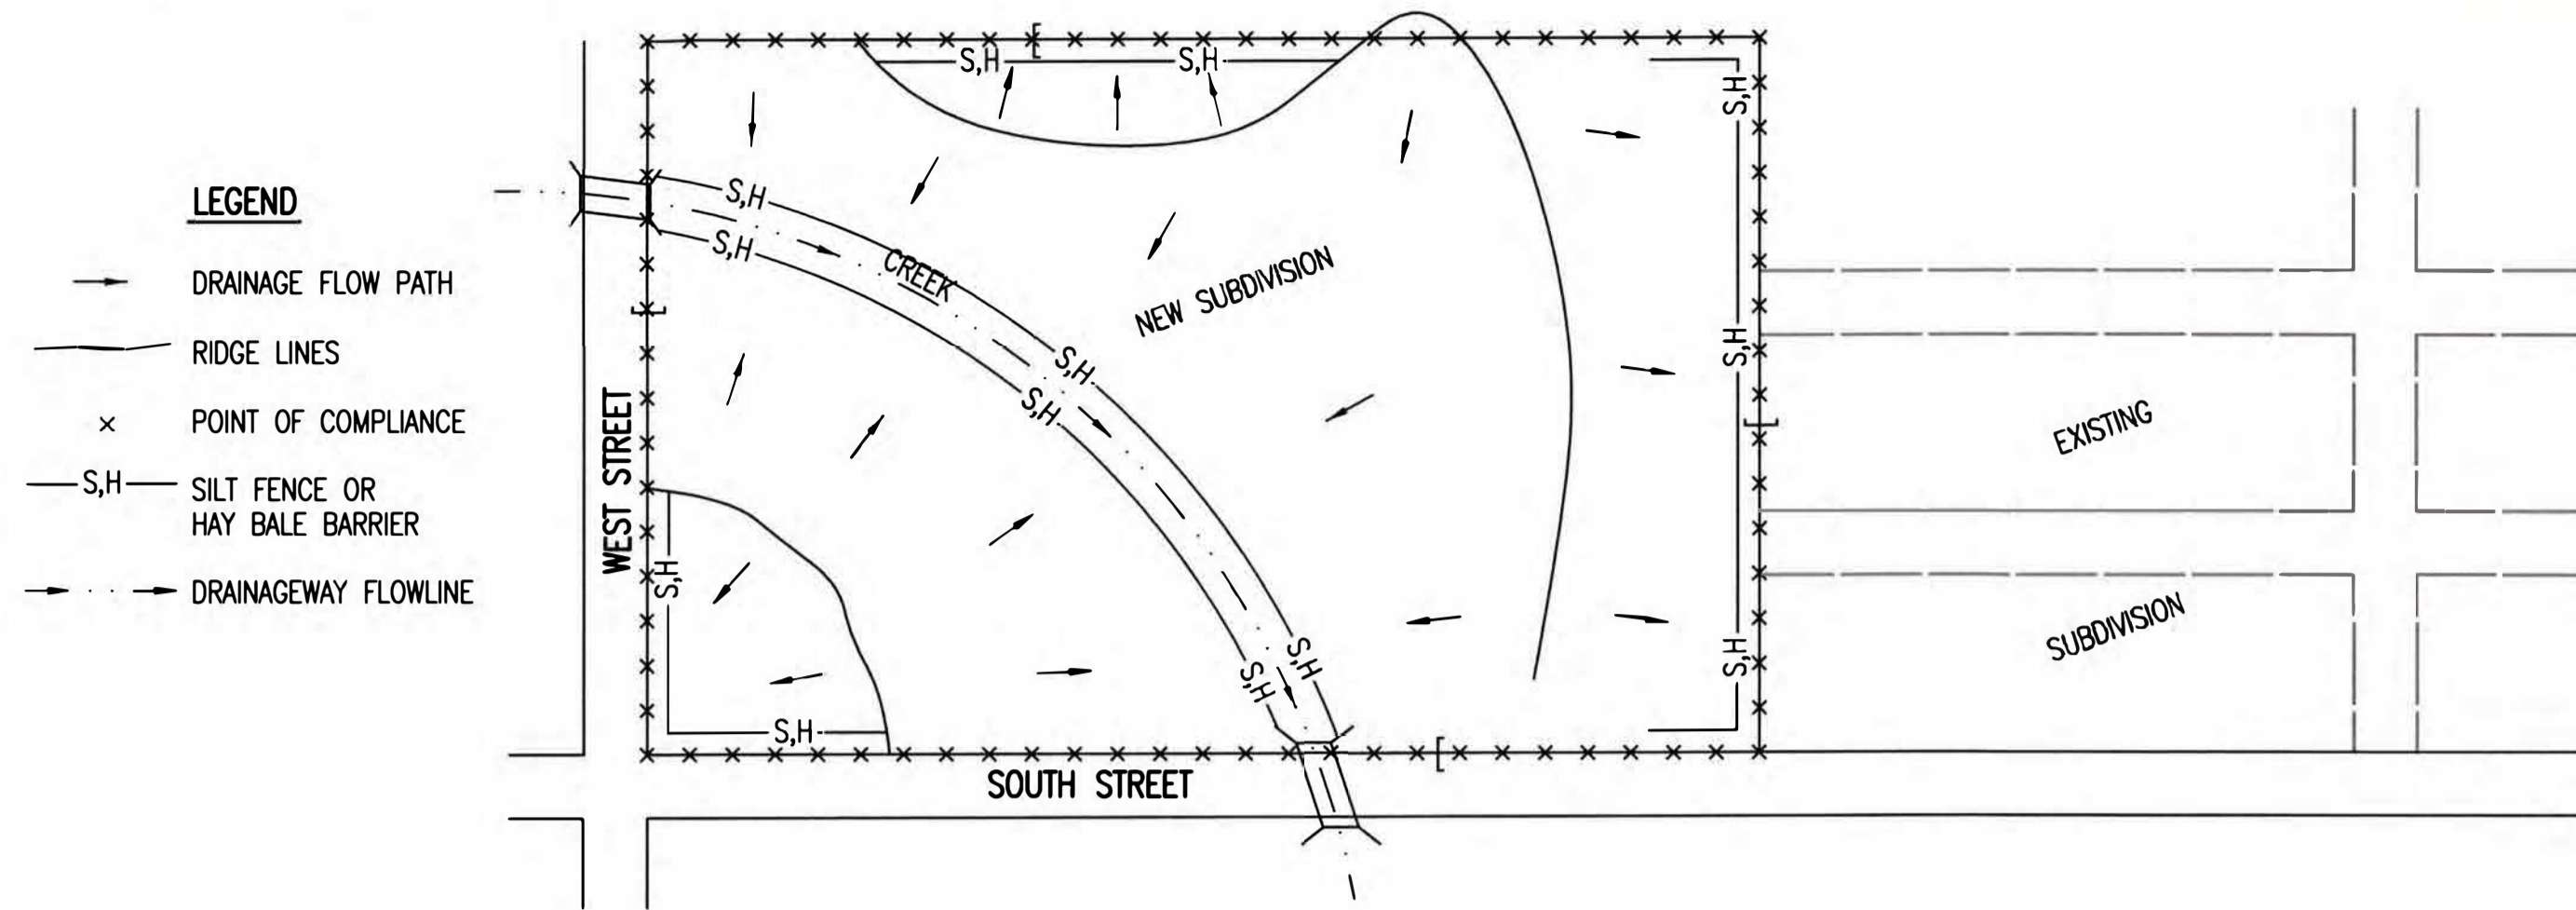 LEGEND
DRAINAGE FLOW PATH
RIDGE LINES
× POINT OF COMPLIANCE
S,H SILT FENCE OR
HAY BALE BARRIER
DRAINAGEWAY FLOWLINE
S,H
S,H
S,H
S,H
CREEK
NEW SUBDIVISION
S,H
S,H
S,H
S,H
S,H
S,H
S,H
S,H
S,H
S,H
WEST STREET
SOUTH STREET
EXISTING
SUBDIVISION
S,H